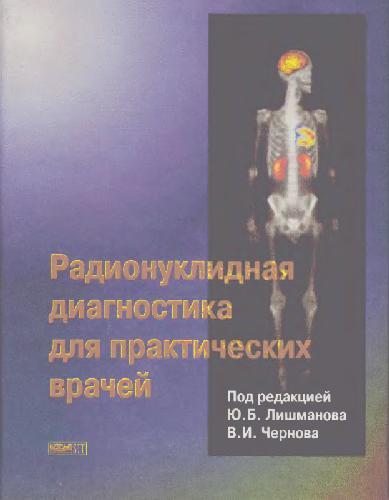 Радионуклидная
диагностика
для практических
врачей
Под редакцией
Ю.Б. Лишманова
В.И. Чернова